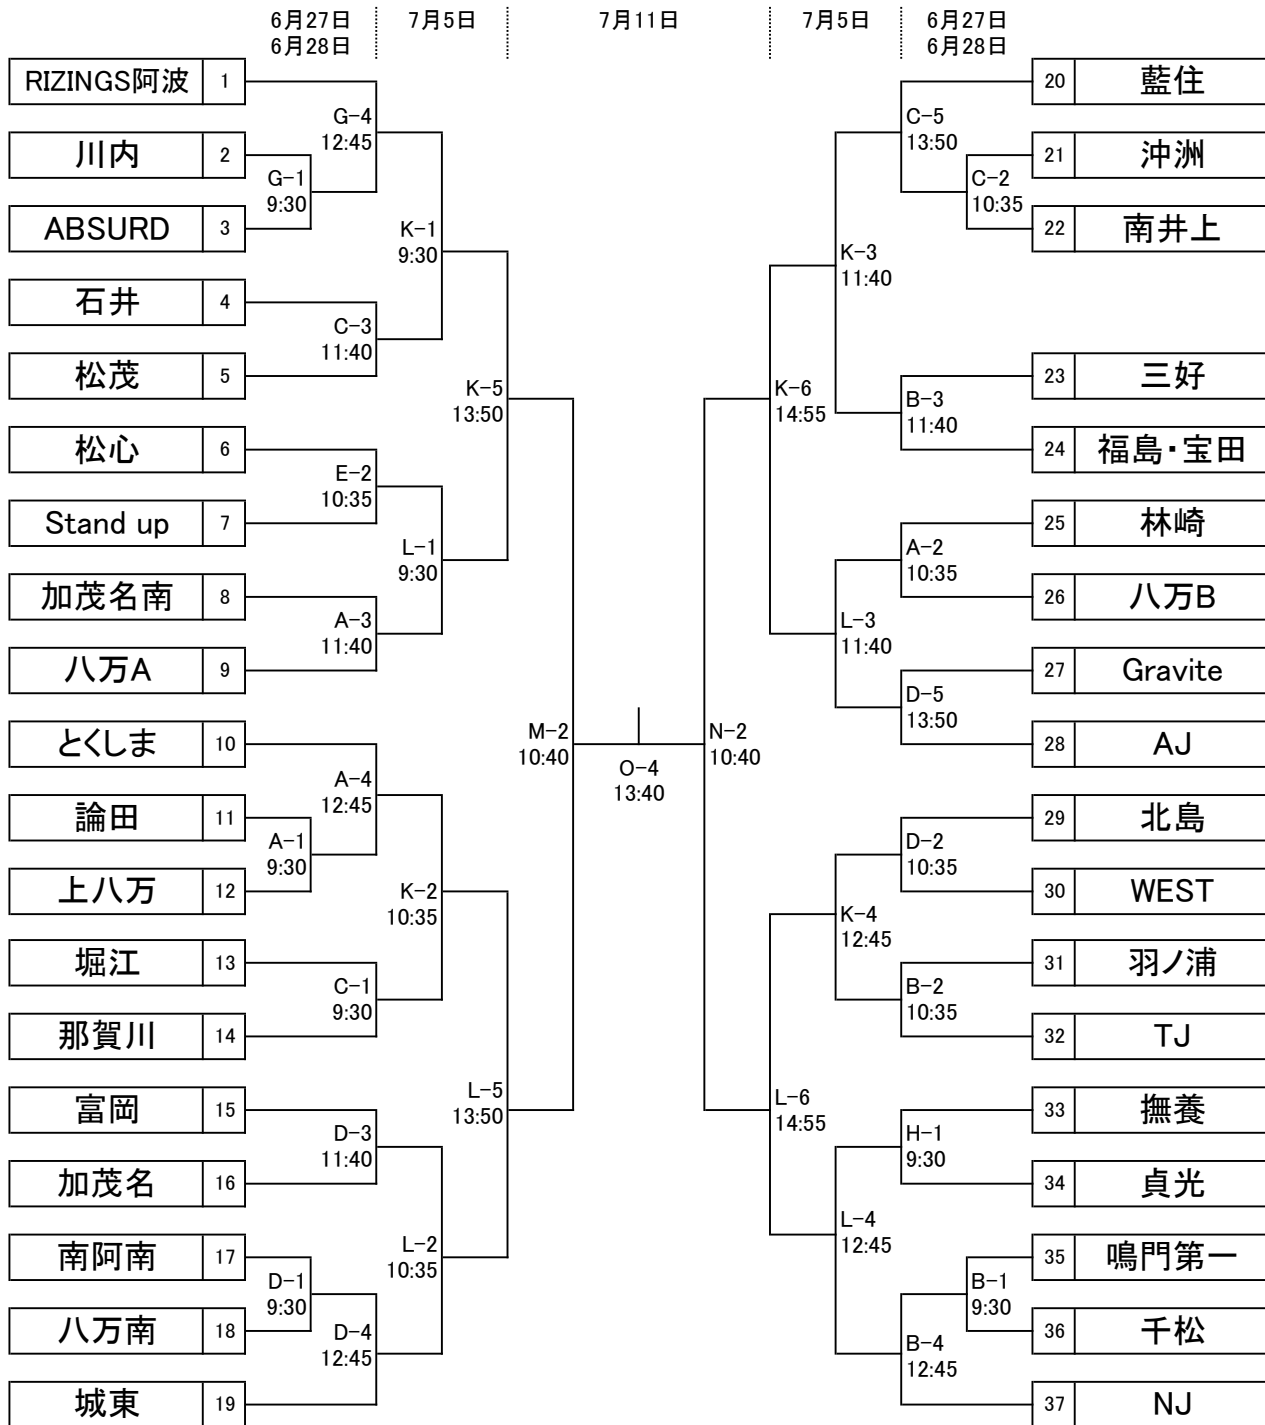 6月27日 7月5日 7月11日 7月5日 6月27日
6月28日 6月28日
RIZINGS阿波 1
川内 2
ABSURD 3
石井 4
松茂 5
松心 6
Stand up 7
加茂名南 8
八万A 9
とくしま 10
論田 11
上八万 12
堀江 13
那賀川 14
富岡 15
加茂名 16
南阿南 17
八万南 18
城東 19
G-4
12:45
G-1
9:30
K-1
9:30
C-3
11:40
K-5
13:50
E-2
10:35
L-1
9:30
A-3
11:40
M-2
10:40
A-4
12:45
A-1
9:30
K-2
10:35
C-1
9:30
L-5
13:50
D-3
11:40
L-2
10:35
D-1
9:30
D-4
12:45
O-4
13:40
N-2
10:40
C-5
13:50
C-2
10:35
K-3
11:40
K-6
14:55
B-3
11:40
A-2
10:35
L-3
11:40
D-5
13:50
D-2
10:35
K-4
12:45
B-2
10:35
L-6
14:55
H-1
9:30
L-4
12:45
B-1
9:30
B-4
12:45
20 藍住
21 沖洲
22 南井上
23 三好
24 福島・宝田
25 林崎
26 八万B
27 Gravite
28 AJ
29 北島
30 WEST
31 羽ノ浦
32 TJ
33 撫養
34 貞光
35 鳴門第一
36 千松
37 NJ